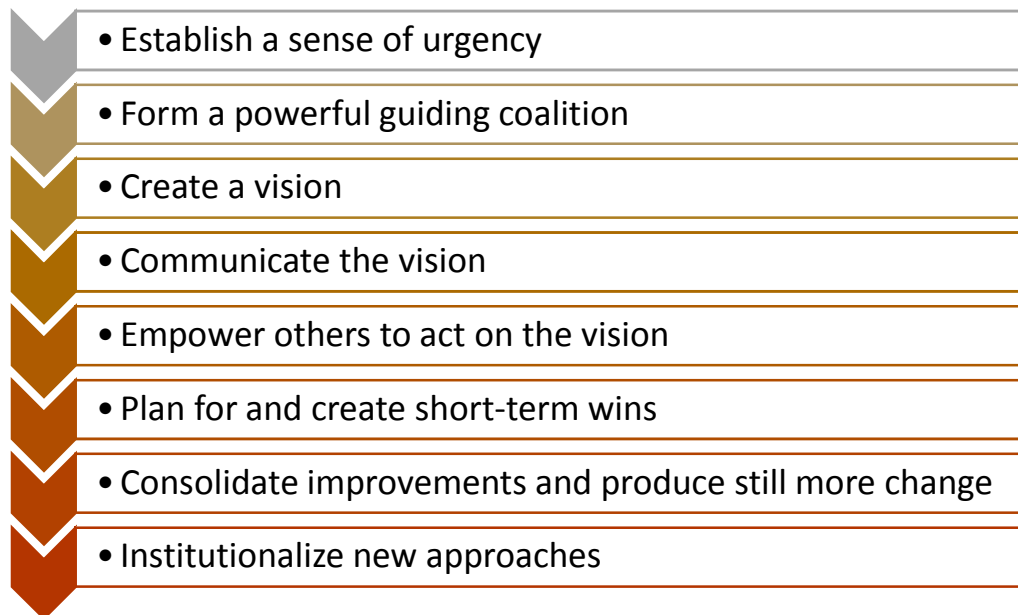 • Establish a sense of urgency
• Form a powerful guiding coalition
• Create a vision
• Communicate the vision
• Empower others to act on the vision
• Plan for and create short-term wins
• Consolidate improvements and produce still more change
• Institutionalize new approaches